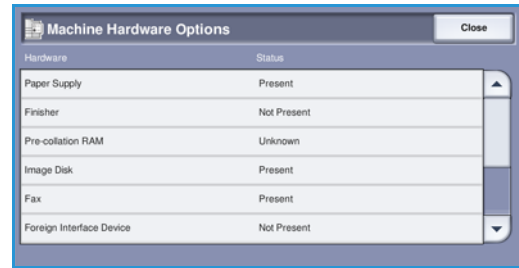 Machine Hardware Options
Close
Hardware Status
Paper Supply Present
Finisher Not Present
Pre-collation RAM Unknown
Image Disk Present
Fax Present
Foreign Interface Device Not Present